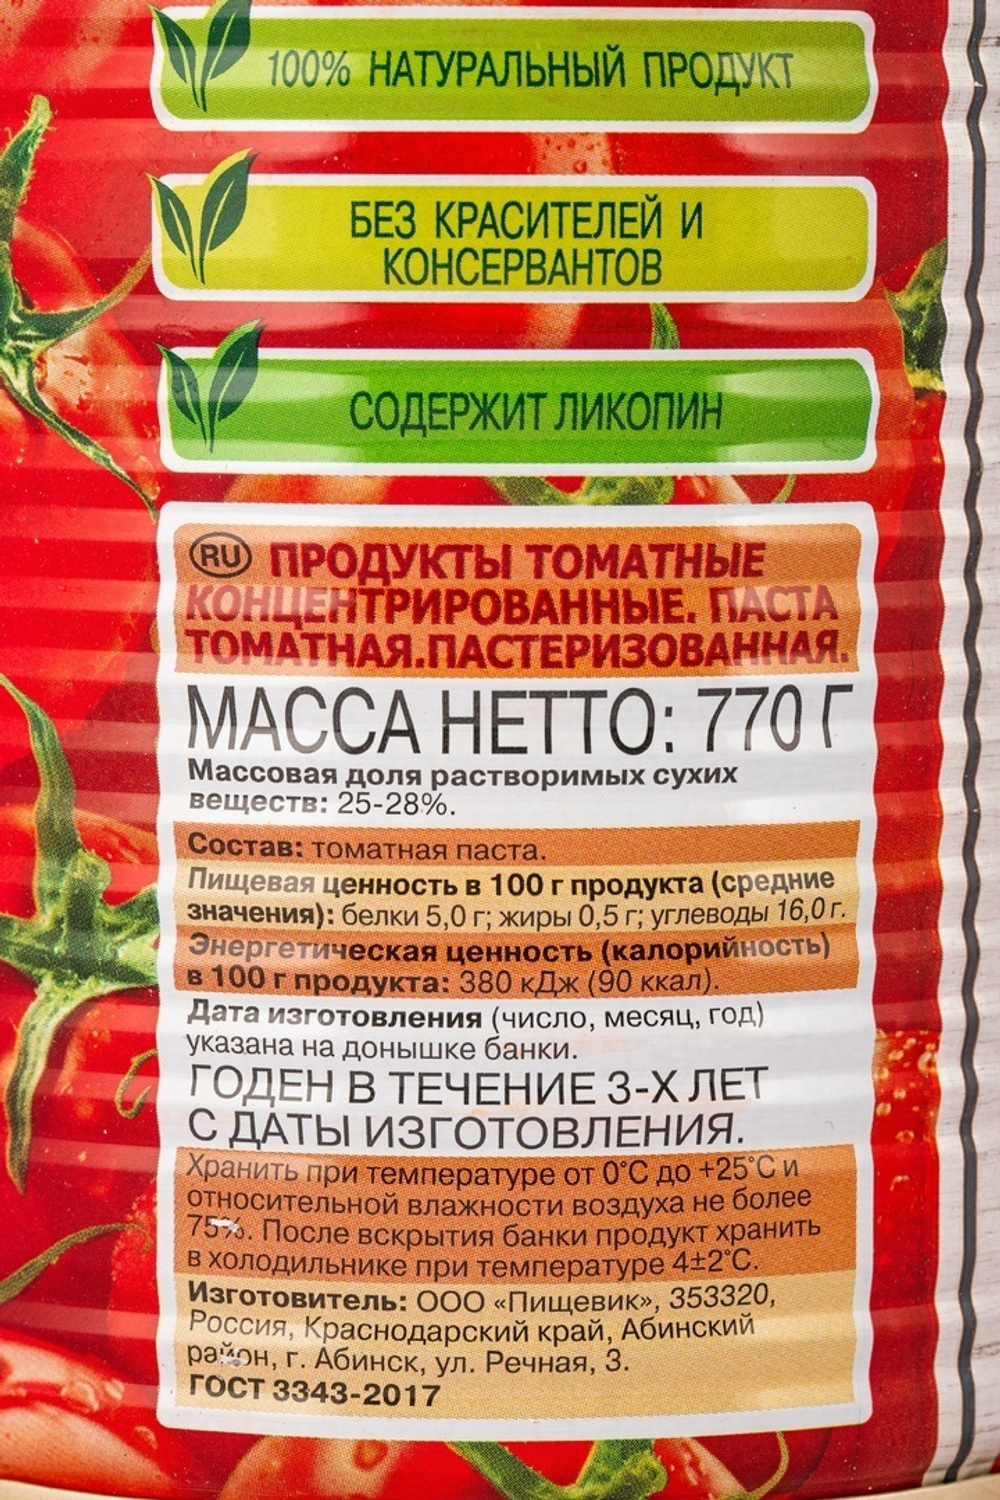 100% НАТУРАЛЬНЫЙ ПРОДУКТ
БЕЗ КРАСИТЕЛЕЙ И
КОНСЕРВАНТОВ
СОДЕРЖИТ ЛИКОПИН
RU ПРОДУКТЫ ТОМАТНЫЕ
КОНЦЕНТРИРОВАННЫЕ. ПАСТА
ТОМАТНАЯ.ПАСТЕРИЗОВАННАЯ.
МАССА НЕТТО: 770 Г
Массовая доля растворимых сухих
веществ: 25-28%.
Состав: томатная паста.
Пищевая ценность в 100 г продукта (средние
значения): белки 5,0 г; жиры 0,5 г; углеводы 16,0 г.
Энергетическая ценность (калорийность)
в 100 г продукта: 380 кДж (90 ккал).
Дата изготовления (число, месяц, год)
указана на донышке банки.
ГОДЕН В ТЕЧЕНИЕ 3-Х ЛЕТ
С ДАТЫ ИЗГОТОВЛЕНИЯ.
Хранить при температуре от 0°С до +25°С и
относительной влажности воздуха не более
75%. После вскрытия банки продукт хранить
в холодильнике при температуре 4±2°С.
Изготовитель: ООО «Пищевик», 353320,
Россия, Краснодарский край, Абинский
район, г. Абинск, ул. Речная, 3.
ГОСТ 3343-2017